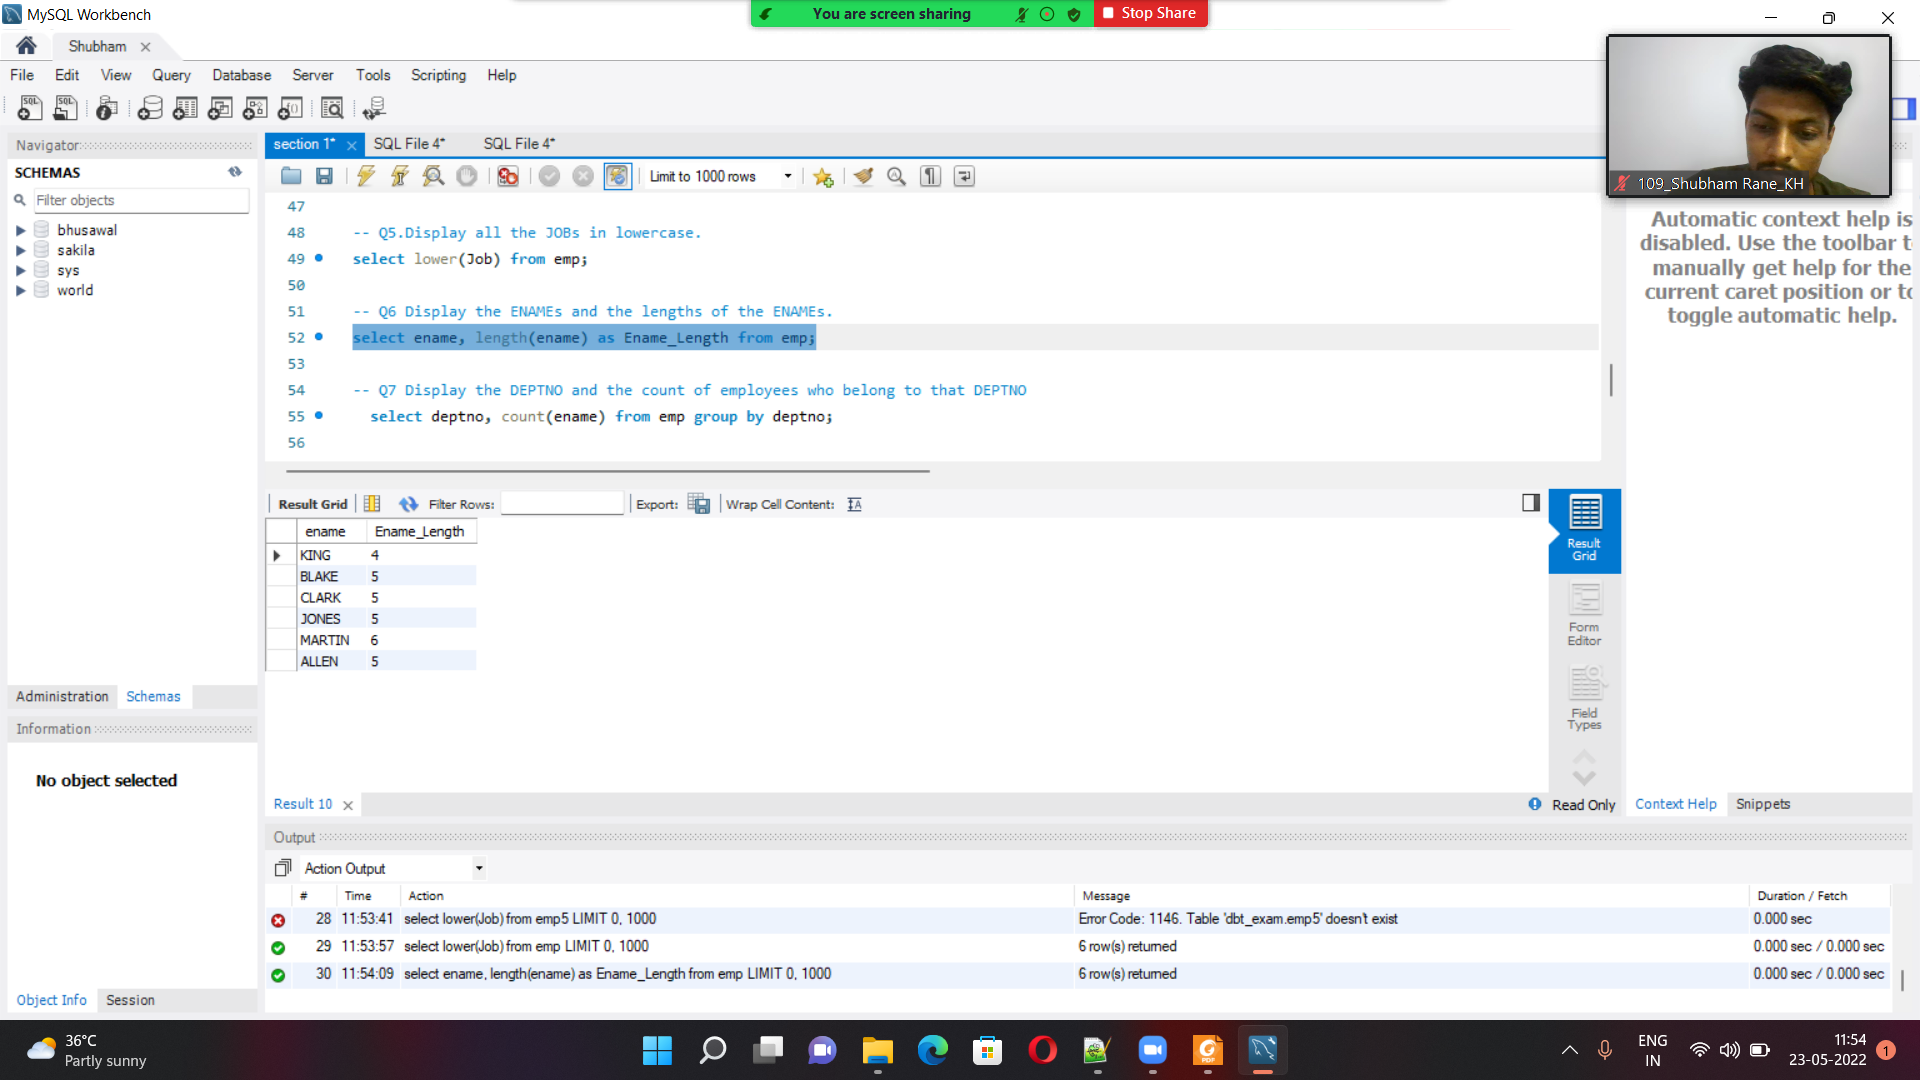 MySQL Workbench
You are screen sharing
Stop Share
Shubham
File Edit View Query Database Server Tools Scripting Help
Navigator
SCHEMAS
Filter objects
bhusawal
sakila
sys
world
Administration Schemas
Information
No object selected
Object Info Session
section 1* SQL File 4* SQL File 4*
Limit to 1000 rows
47
48 -- Q5.Display all the JOBs in lowercase.
49 select lower(Job) from emp;
50
51 -- Q6 Display the ENAMEs and the lengths of the ENAMEs.
52 select ename, length(ename) as Ename_Length from emp;
53
54 -- Q7 Display the DEPTNO and the count of employees who belong to that DEPTNO
55 select deptno, count(ename) from emp group by deptno;
56
Result Grid Filter Rows: Export: Wrap Cell Content:
ename Ename_Length
KING 4
BLAKE 5
CLARK 5
JONES 5
MARTIN 6
ALLEN 5
Result Grid
Form Editor
Field Types
Result 10
Read Only
109_Shubham Rane_KH
Automatic context help is
disabled. Use the toolbar t
manually get help for the
current caret position or to
toggle automatic help.
Context Help Snippets
Output
Action Output
# Time Action Message Duration / Fetch
28 11:53:41 select lower(Job) from emp5 LIMIT 0, 1000 Error Code: 1146. Table 'dbt_exam.emp5' doesn't exist 0.000 sec
29 11:53:57 select lower(Job) from emp LIMIT 0, 1000 6 row(s) returned 0.000 sec / 0.000 sec
30 11:54:09 select ename, length(ename) as Ename_Length from emp LIMIT 0, 1000 6 row(s) returned 0.000 sec / 0.000 sec
36°C
Partly sunny
ENG
IN
11:54
23-05-2022
1